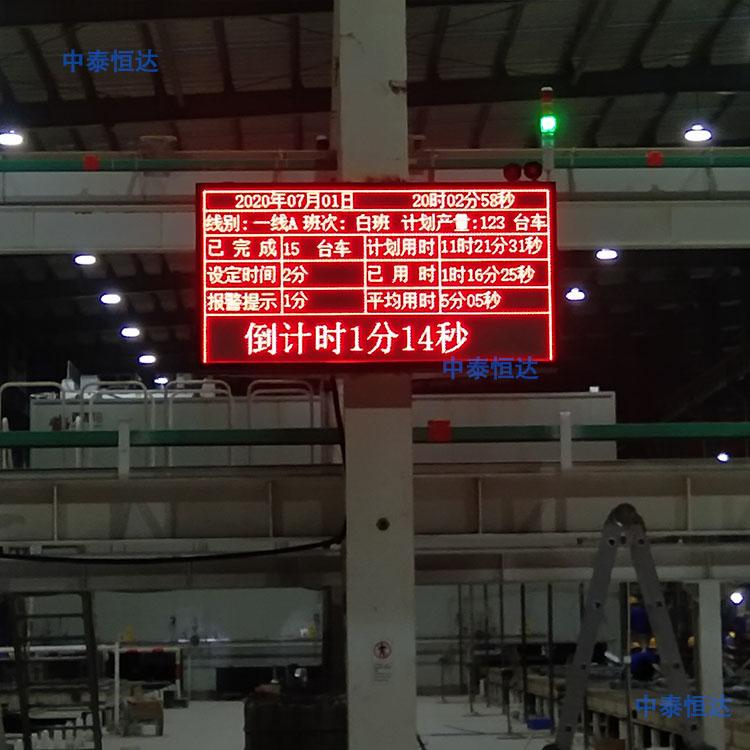 中泰恒达
2020年07月01日 20时02分58秒
线别:一线A 班次: 白班 计划产量:123 台车
已完成 15 台车 计划用时 11时21分31秒
设定时间 2分 已用时 1时16分25秒
报警提示 1分 平均用时 5分05秒
倒计时1分14秒
中泰恒达
中泰恒达